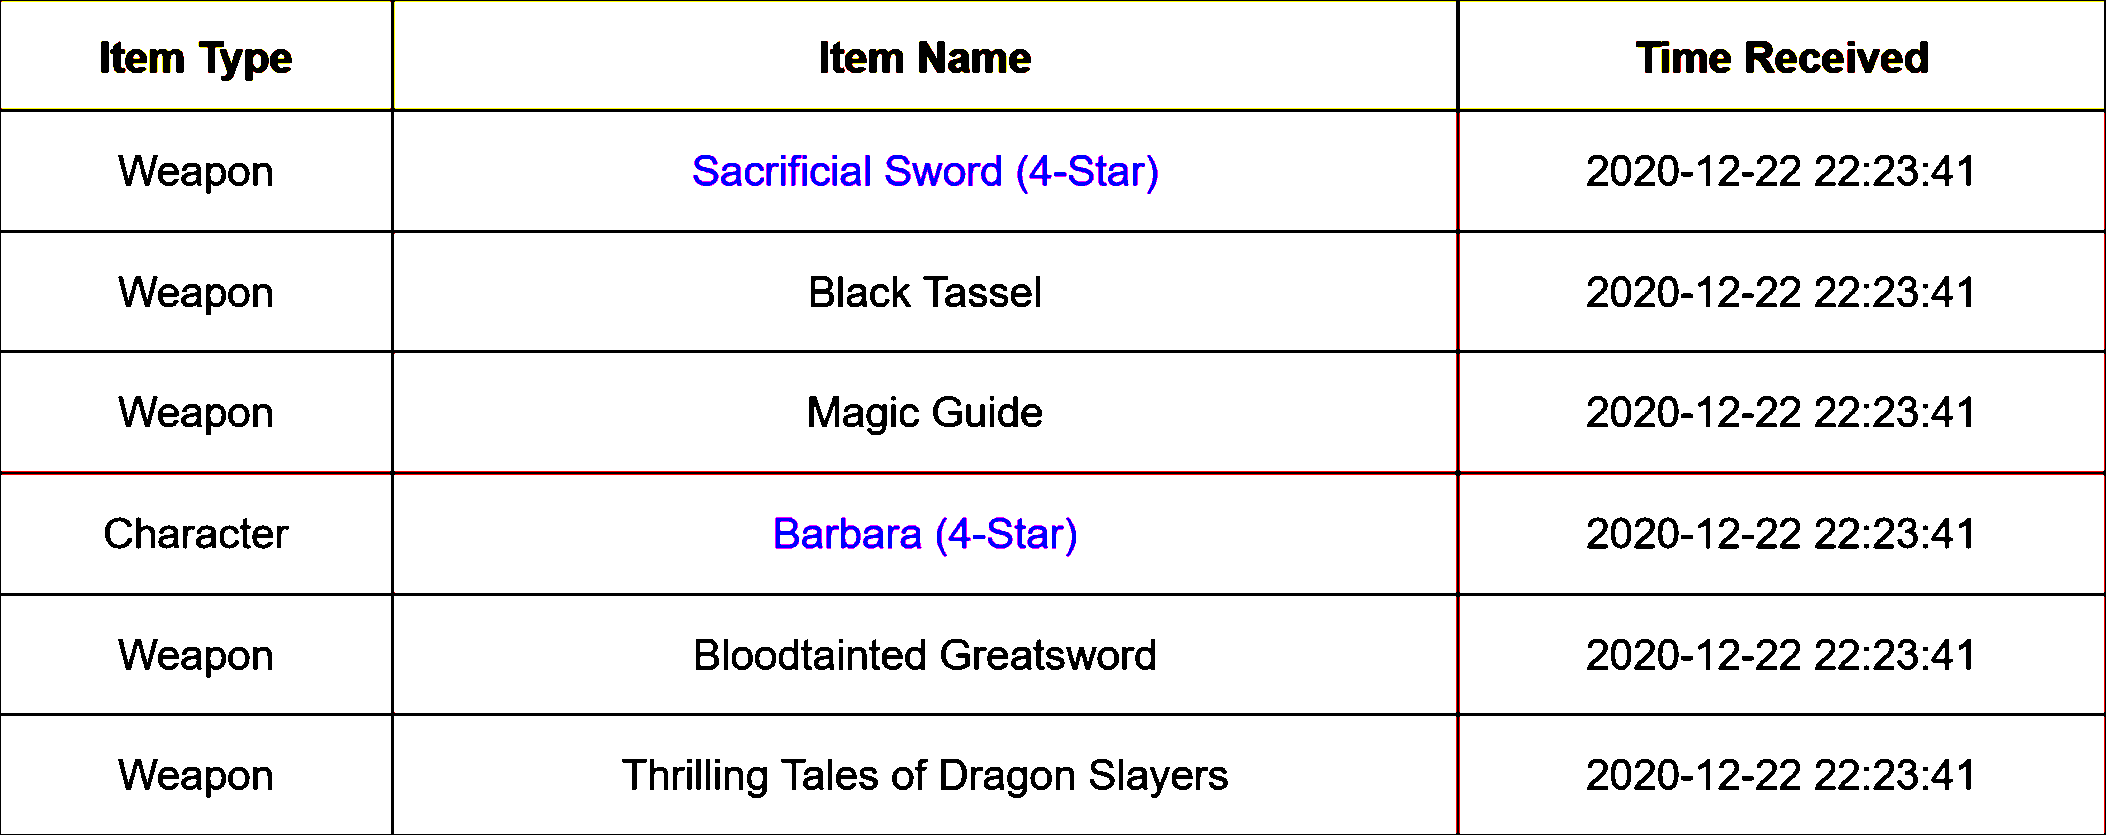 Item Type Item Name Time Received
Weapon Sacrificial Sword (4-Star) 2020-12-22 22:23:41
Weapon Black Tassel 2020-12-22 22:23:41
Weapon Magic Guide 2020-12-22 22:23:41
Character Barbara (4-Star) 2020-12-22 22:23:41
Weapon Bloodtainted Greatsword 2020-12-22 22:23:41
Weapon Thrilling Tales of Dragon Slayers 2020-12-22 22:23:41